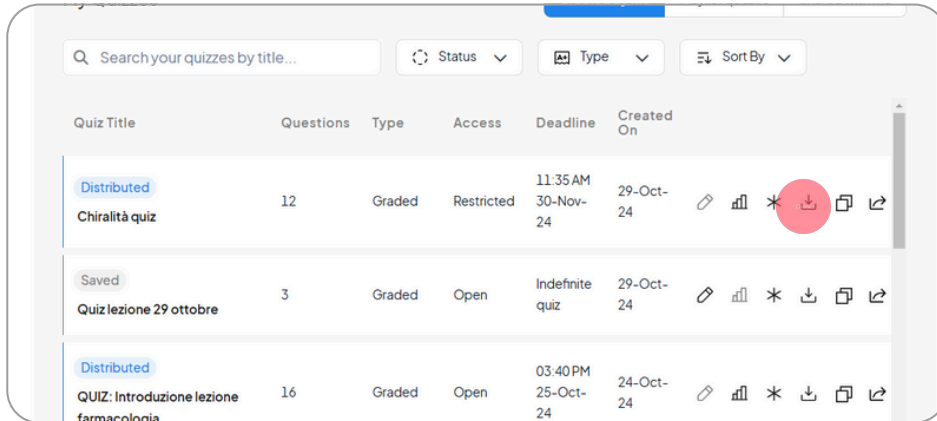 Search your quizzes by title...
Status
Type
Sort By
Quiz Title
Questions
Type
Access
Deadline
Created
On
Distributed
Chiralità quiz
12
Graded
Restricted
11:35 AM
30-Nov-
24
29-Oct-
24
Saved
Quiz lezione 29 ottobre
3
Graded
Open
Indefinite
quiz
29-Oct-
24
Distributed
QUIZ: Introduzione lezione
farmacologia
16
Graded
Open
03:40 PM
25-Oct-
24
24-Oct-
24